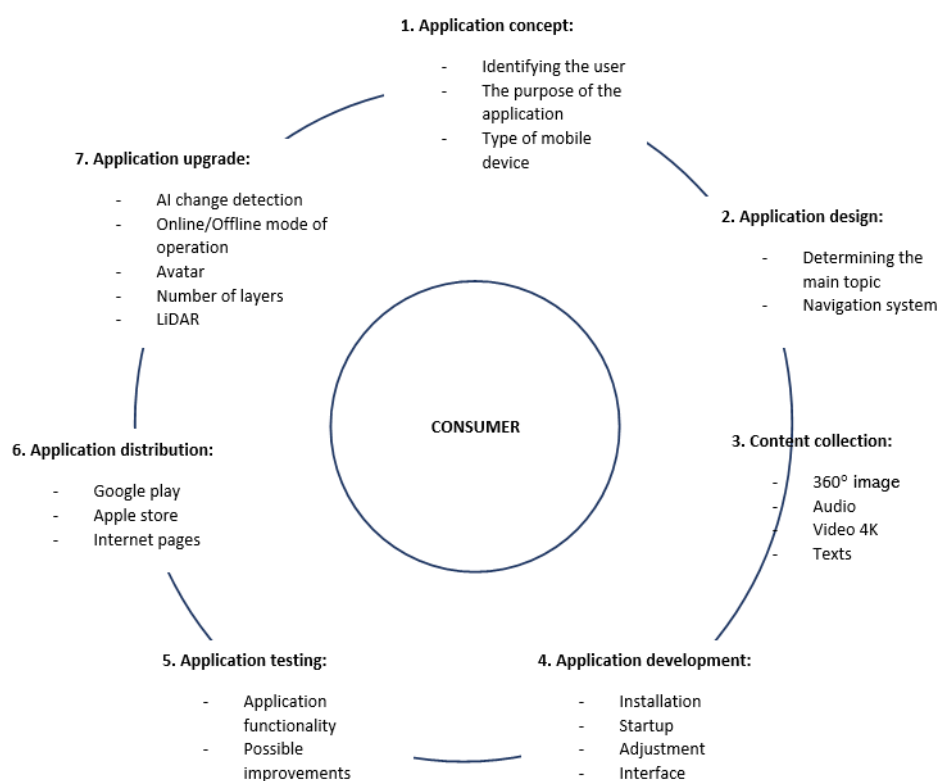 1. Application concept:
- Identifying the user
- The purpose of the
application
- Type of mobile
device
2. Application design:
- Determining the
main topic
- Navigation system
3. Content collection:
- 360° image
- Audio
- Video 4K
- Texts
4. Application development:
- Installation
- Startup
- Adjustment
- Interface
5. Application testing:
- Application
functionality
- Possible
improvements
6. Application distribution:
- Google play
- Apple store
- Internet pages
7. Application upgrade:
- AI change detection
- Online/Offline mode of
operation
- Avatar
- Number of layers
- LiDAR
CONSUMER